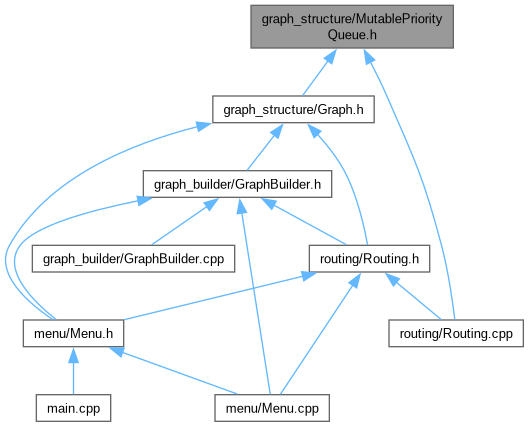 graph_structure/MutablePriority
Queue.h
graph_structure/Graph.h
graph_builder/GraphBuilder.h
graph_builder/GraphBuilder.cpp
routing/Routing.h
menu/Menu.h
routing/Routing.cpp
main.cpp
menu/Menu.cpp